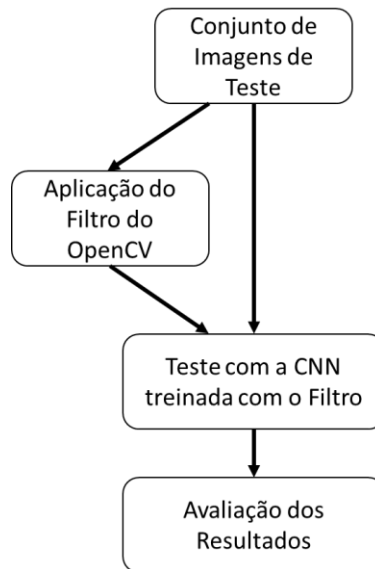 Conjunto de
Imagens de
Teste
Aplicação do
Filtro do
OpenCV
Teste com a CNN
treinada com o Filtro
Avaliação dos
Resultados